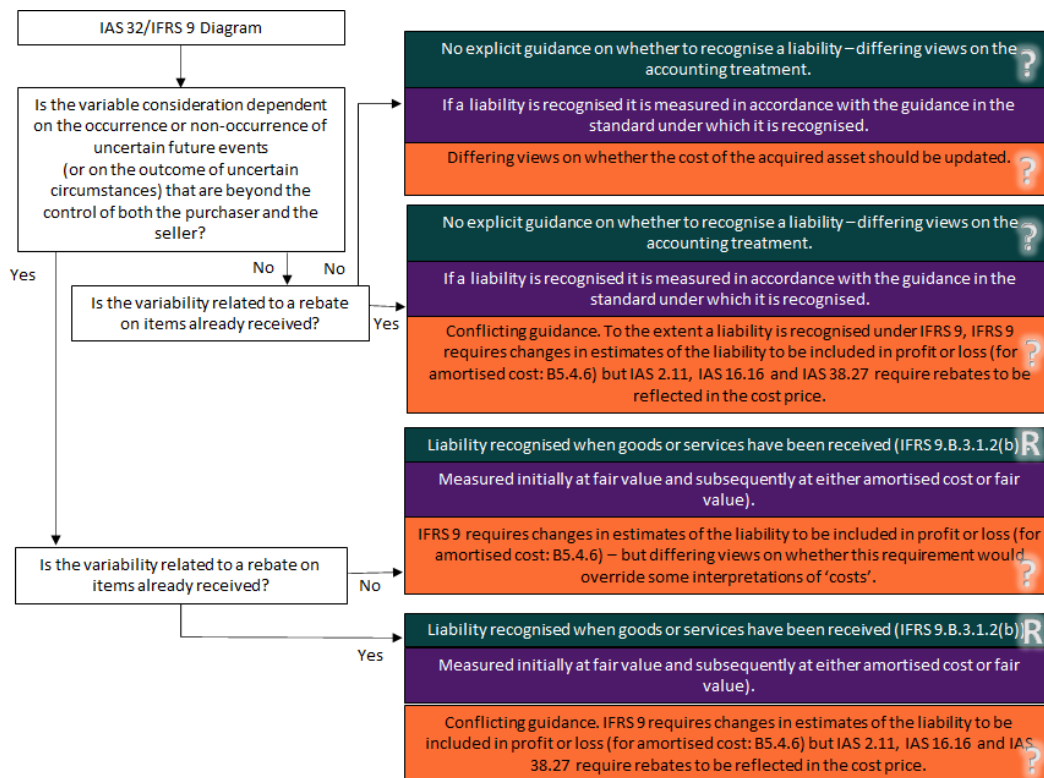 IAS 32/IFRS 9 Diagram
Is the variable consideration dependent
on the occurrence or non-occurrence of
uncertain future events
(or on the outcome of uncertain
circumstances) that are beyond the
control of both the purchaser and the
seller?
Yes
No
No
Is the variability related to a rebate
on items already received?
Yes
No explicit guidance on whether to recognise a liability – differing views on the
accounting treatment.
?
If a liability is recognised it is measured in accordance with the guidance in the
standard under which it is recognised.
Differing views on whether the cost of the acquired asset should be updated.
?
No explicit guidance on whether to recognise a liability – differing views on the
accounting treatment.
?
If a liability is recognised it is measured in accordance with the guidance in the
standard under which it is recognised.
Conflicting guidance. To the extent a liability is recognised under IFRS 9, IFRS 9
requires changes in estimates of the liability to be included in profit or loss (for
amortised cost: B5.4.6) but IAS 2.11, IAS 16.16 and IAS 38.27 require rebates to be
reflected in the cost price.
?
Is the variability related to a rebate on
items already received?
No
Yes
Liability recognised when goods or services have been received (IFRS 9.B.3.1.2(b)
R
Measured initially at fair value and subsequently at either amortised cost or fair
value).
IFRS 9 requires changes in estimates of the liability to be included in profit or loss (for
amortised cost: B5.4.6) – but differing views on whether this requirement would
override some interpretations of ‘costs’.
?
Liability recognised when goods or services have been received (IFRS 9.B.3.1.2(b))
R
Measured initially at fair value and subsequently at either amortised cost or fair
value).
Conflicting guidance. IFRS 9 requires changes in estimates of the liability to be
included in profit or loss (for amortised cost: B5.4.6) but IAS 2.11, IAS 16.16 and IAS
38.27 require rebates to be reflected in the cost price.
?